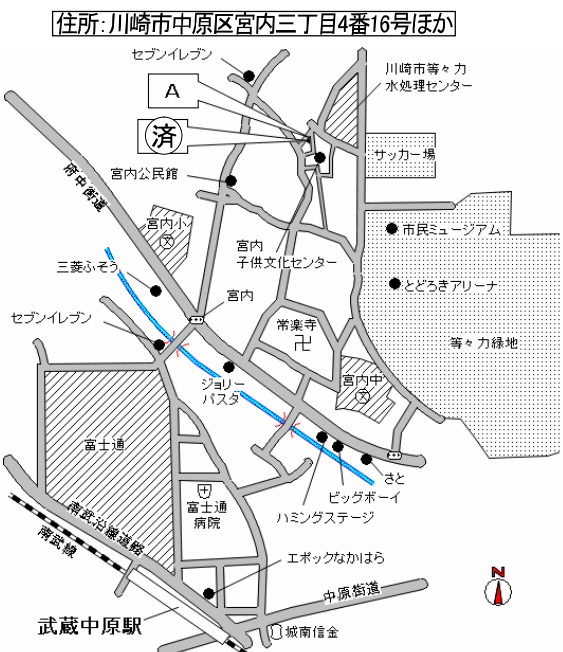 住所:川崎市中原区宮内三丁目4番16号ほか
セブンイレブン
川崎市等々力
水処理センター
A
済
サッカー場
宮内公民館
府中街道
宮内小
文
市民ミュージアム
宮内
子供文化センター
三菱ふそう
とどろきアリーナ
宮内
セブンイレブン
常楽寺
卍
等々力緑地
ジョリー
パスタ
宮内中
文
富士通
さと
ビッグボーイ
ハミングステージ
富士通
病院
南武沿線道路
南武線
エポックなかはら
中原街道
N
武蔵中原駅
城南信金